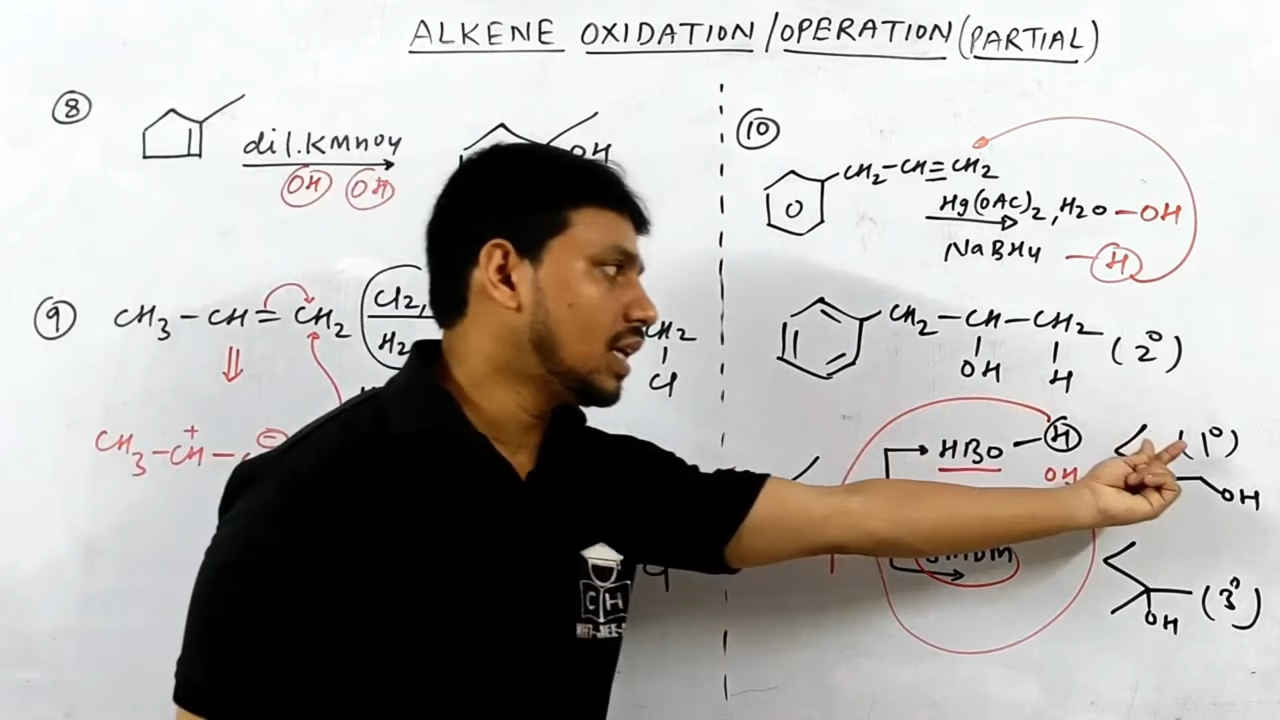 ALKENE OXIDATION/OPERATION (PARTIAL)
8
dil.KMnO4
OH OH
OH
9
CH3-CH=CH2
Cl2,
CH2
Cl
CH3-CH-
+
10
CH2-CH=CH2
Hg(OAC)2,H2O-OH
NaBH4 -H
CH2-CH-CH2
OH H
(2°)
HBO-H
OH
(1°)
OH
OH
(3°)
CH